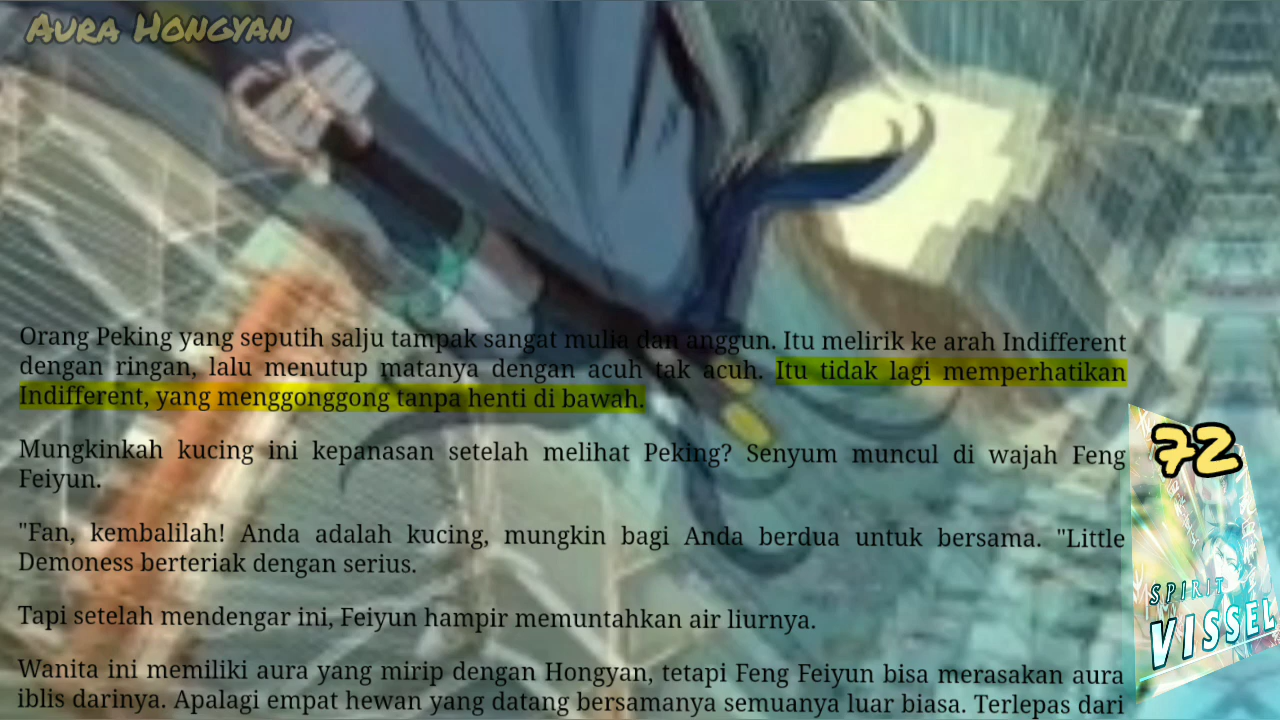 Aura Hongyan
Orang Peking yang seputih salju tampak sangat mulia dan anggun. Itu melirik ke arah Indifferent
dengan ringan, lalu menutup matanya dengan acuh tak acuh. Itu tidak lagi memperhatikan
Indifferent, yang menggonggong tanpa henti di bawah.
Mungkinkah kucing ini kepanasan setelah melihat Peking? Senyum muncul di wajah Feng
Feiyun.
"Fan, kembalilah! Anda adalah kucing, mungkin bagi Anda berdua untuk bersama. "Little
Demoness berteriak dengan serius.
Tapi setelah mendengar ini, Feiyun hampir memuntahkan air liurnya.
Wanita ini memiliki aura yang mirip dengan Hongyan, tetapi Feng Feiyun bisa merasakan aura
iblis darinya. Apalagi empat hewan yang datang bersamanya semuanya luar biasa. Terlepas dari
72
SPIRIT
VISSEL